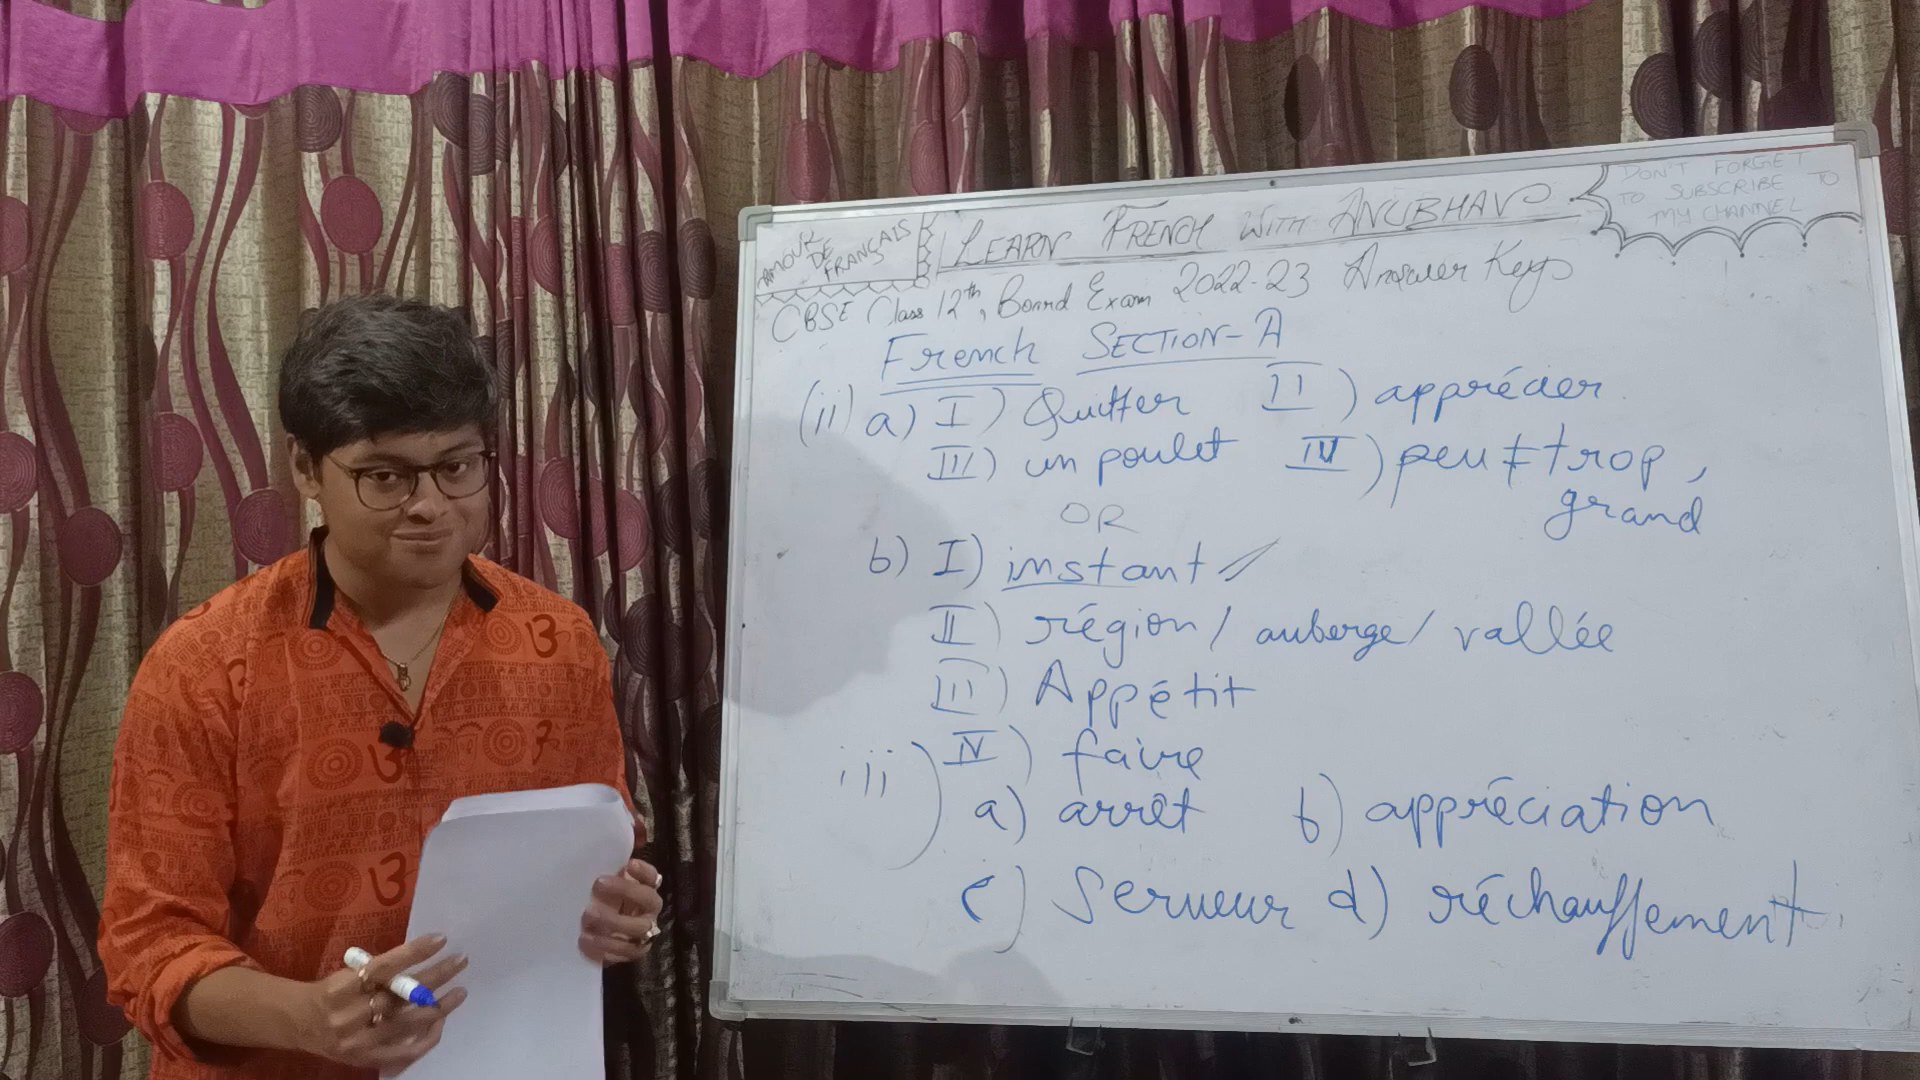 AMOUR
DE
FRANÇAIS
LEARN FRENCH WITH ANUBHAV
DON'T FORGET
TO SUBSCRIBE TO
MY CHANNEL
CBSE Class 12th, Board Exam 2022-23 Answer Keys
French SECTION-A
(ii) a) I) Quitter II) apprécier
III) un poulet IV) peu ≠ trop,
grand
OR
b) I) instant /
II) région / auberge / vallée
III) Appétit
IV) faire
iii) a) arrêt b) appréciation
c) Serveur d) réchauffement